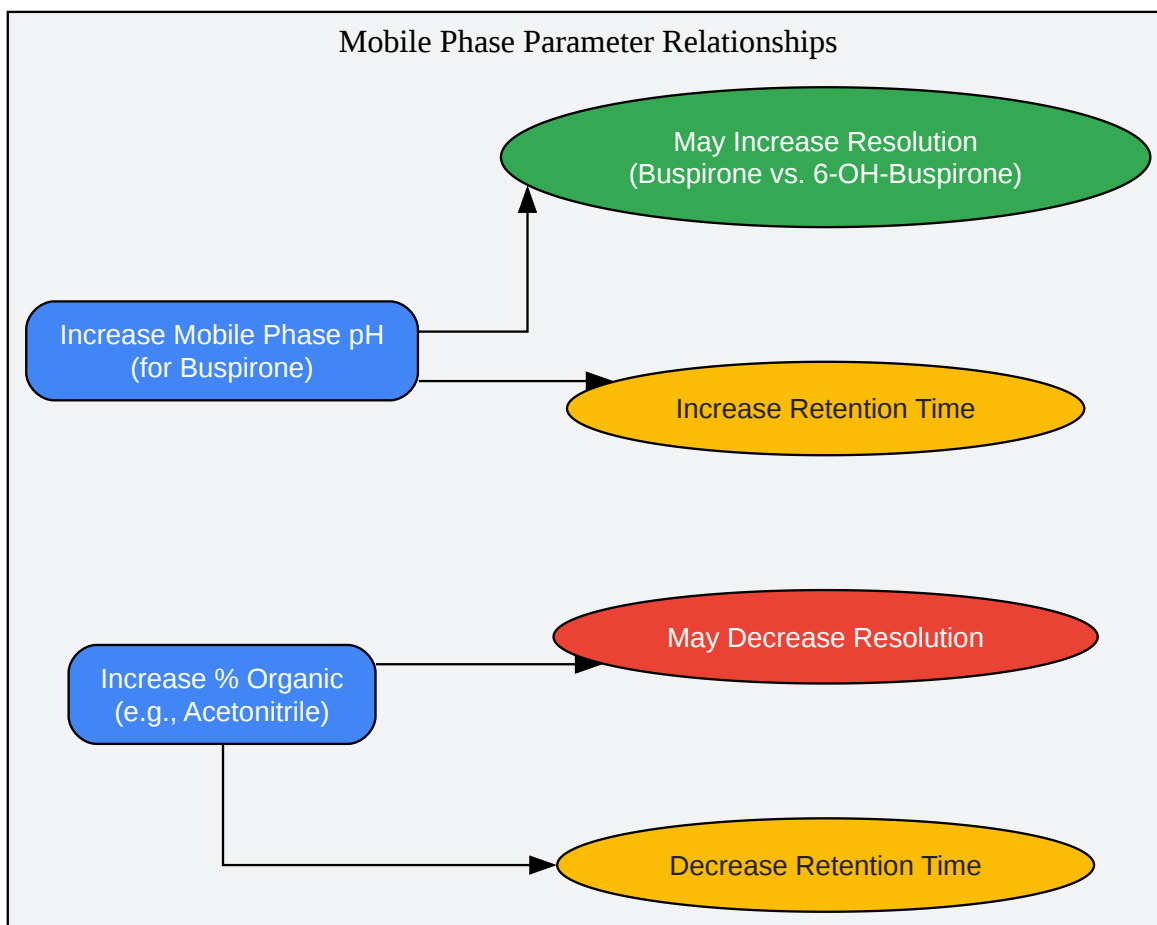 Mobile Phase Parameter Relationships
May Increase Resolution
(Buspirone vs. 6-OH-Buspirone)
Increase Mobile Phase pH
(for Buspirone)
Increase Retention Time
May Decrease Resolution
Increase % Organic
(e.g., Acetonitrile)
Decrease Retention Time